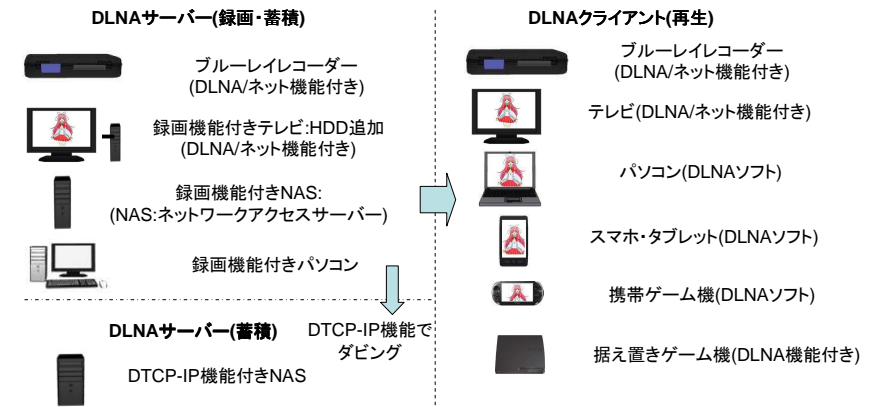 DLNAサーバー(録画・蓄積)
ブルーレイレコーダー
(DLNA/ネット機能付き)
録画機能付きテレビ:HDD追加
(DLNA/ネット機能付き)
録画機能付きNAS:
(NAS:ネットワークアクセスサーバー)
録画機能付きパソコン
DLNAサーバー(蓄積)
DTCP-IP機能付きNAS
DTCP-IP機能で
ダビング
DLNAクライアント(再生)
ブルーレイレコーダー
(DLNA/ネット機能付き)
テレビ(DLNA/ネット機能付き)
パソコン(DLNAソフト)
スマホ・タブレット(DLNAソフト)
携帯ゲーム機(DLNAソフト)
据え置きゲーム機(DLNA機能付き)